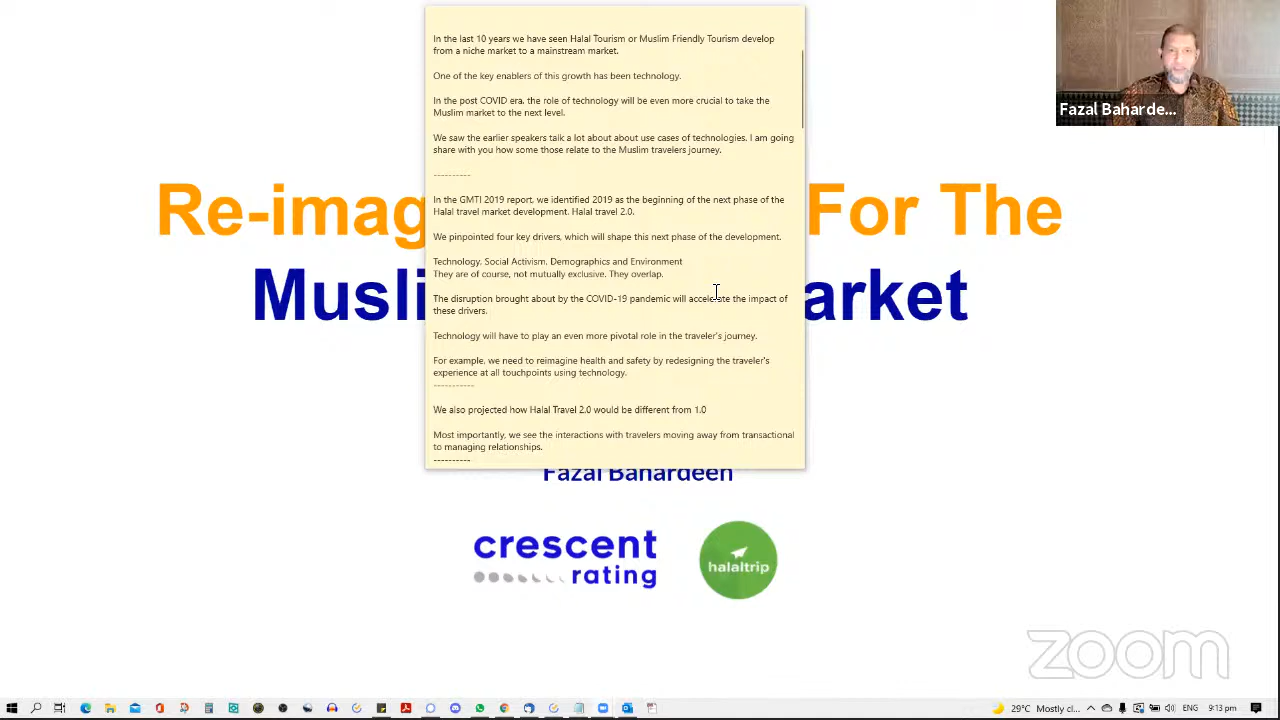 In the last 10 years we have seen Halal Tourism or Muslim Friendly Tourism develop
from a niche market to a mainstream market.
One of the key enablers of this growth has been technology.
In the post COVID era, the role of technology will be even more crucial to take the
Muslim market to the next level.
We saw the earlier speakers talk a lot about about use cases of technologies. I am going
share with you how some those relate to the Muslim travelers journey.
----------
In the GMTI 2019 report, we identified 2019 as the beginning of the next phase of the
Halal travel market development. Halal travel 2.0.
We pinpointed four key drivers, which will shape this next phase of the development.
Technology, Social Activism, Demographics and Environment
They are of course, not mutually exclusive. They overlap.
The disruption brought about by the COVID-19 pandemic will accelerate the impact of
these drivers.
Technology will have to play an even more pivotal role in the traveler's journey.
For example, we need to reimagine health and safety by redesigning the traveler's
experience at all touchpoints using technology.
-----------
We also projected how Halal Travel 2.0 would be different from 1.0
Most importantly, we see the interactions with travelers moving away from transactional
to managing relationships.
----------
Fazal Baharde...
Re-imag For The
Musli arket
Fazal Bahardeen
crescent
rating
halaltrip
zoom
29°C Mostly cl... ENG 9:13 pm